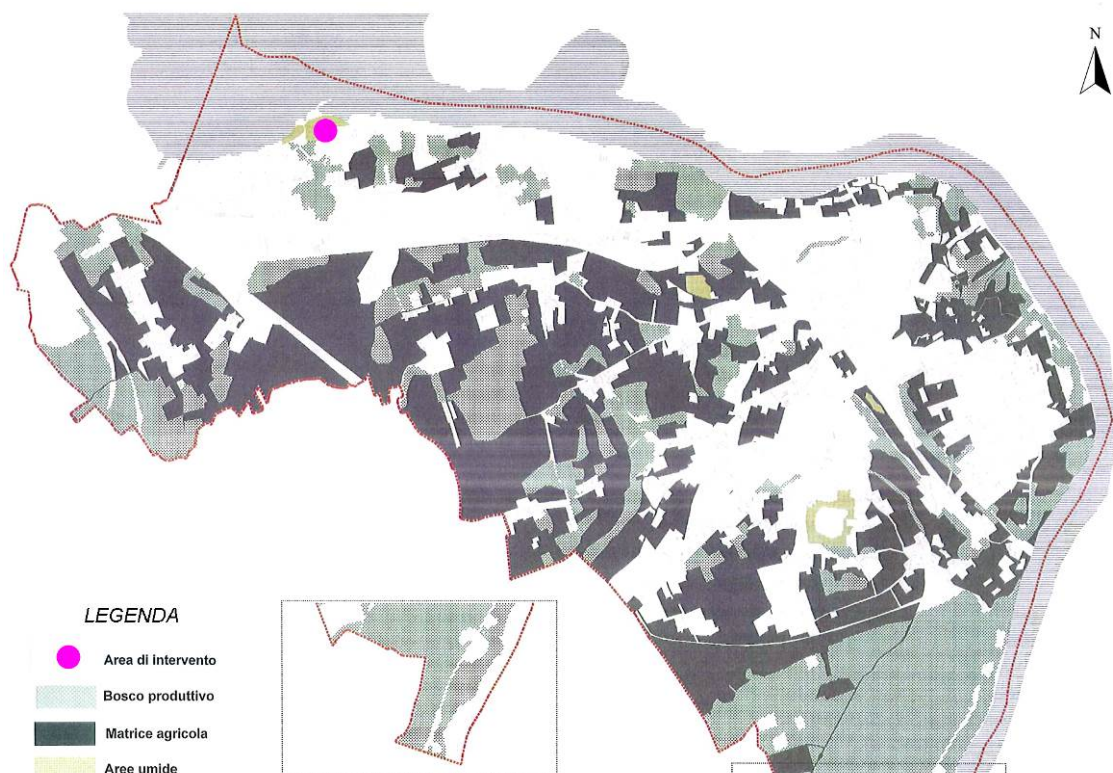 N
LEGENDA
Area di intervento
Bosco produttivo
Matrice agricola
Aree umide